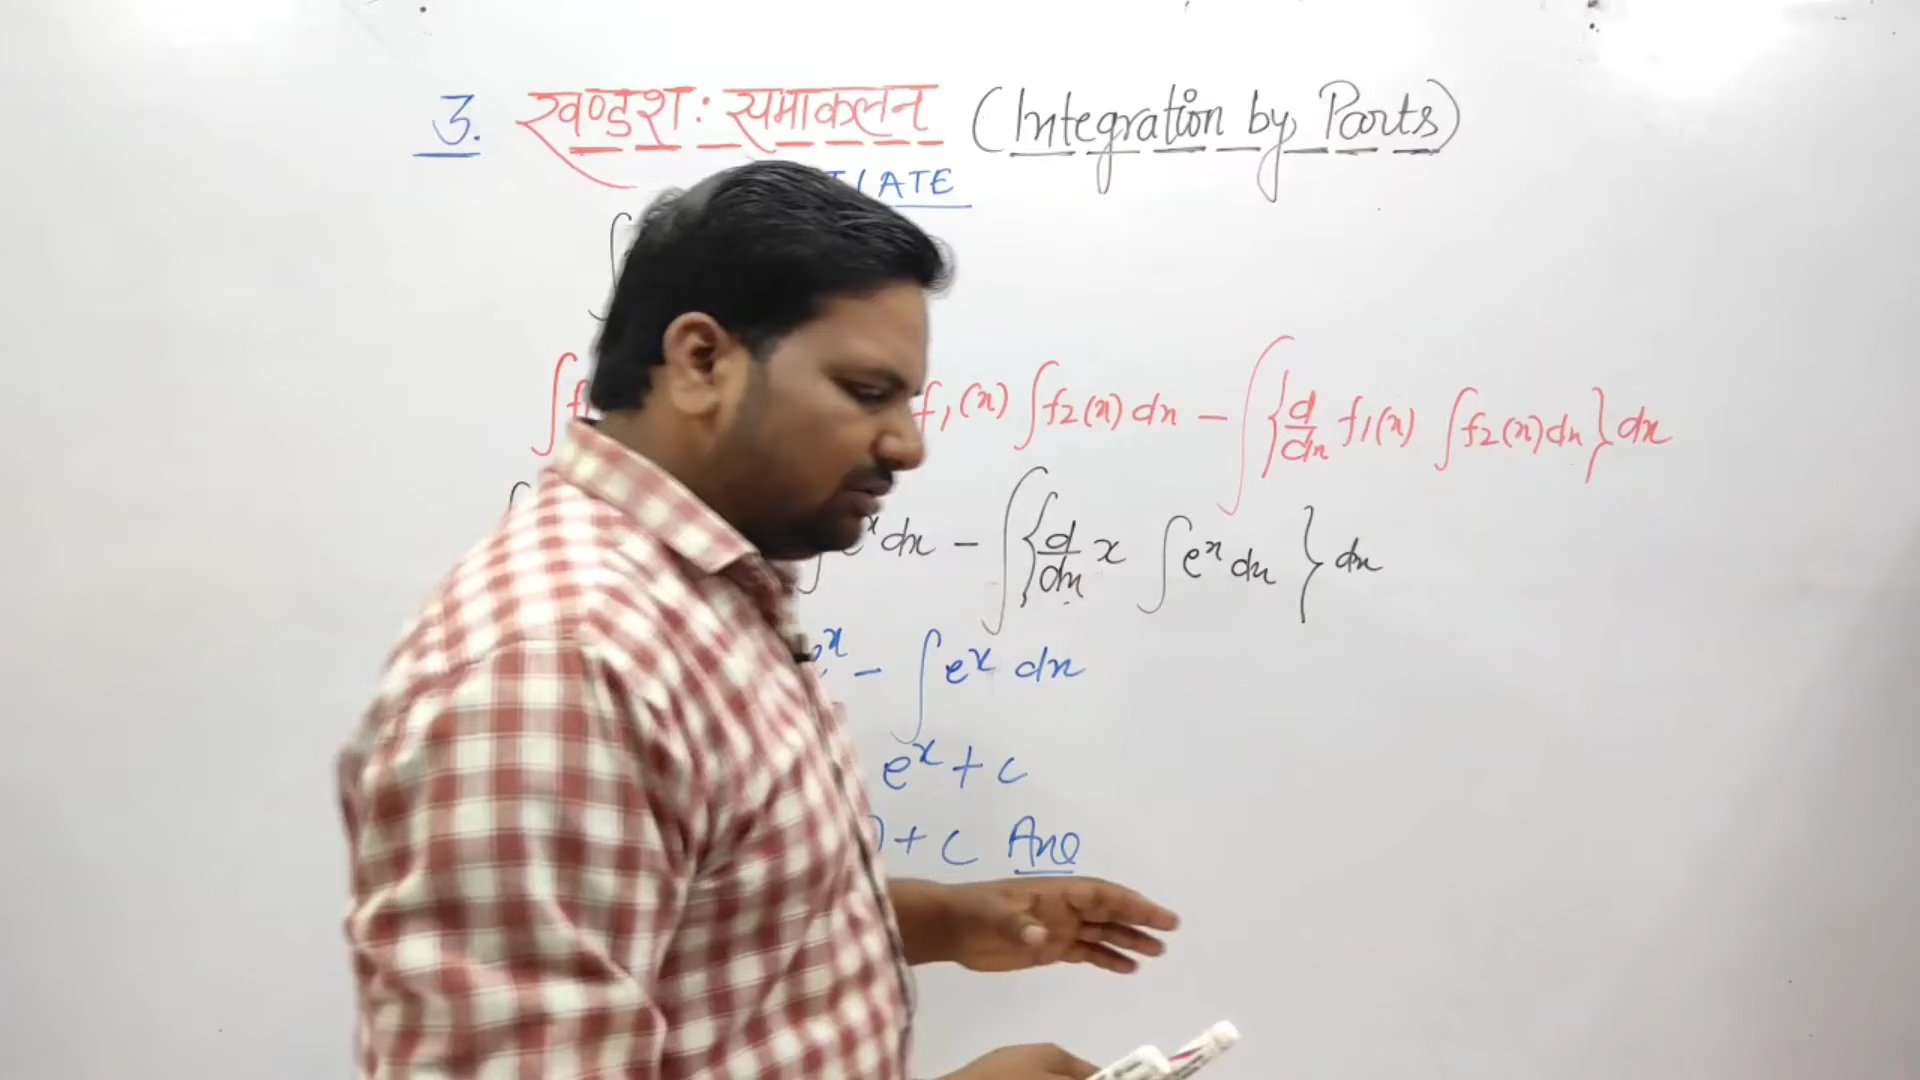 3. खण्डश: समाकलन (Integration by Parts)
LATE
∫f f₁(x) ∫f₂(x) dx − ∫{d/dx f₁(x) ∫f₂(x)dx} dx
eˣ dx − ∫{d/dx x ∫eˣ dx} dx
eˣ − ∫eˣ dx
eˣ + c
) + c Ans